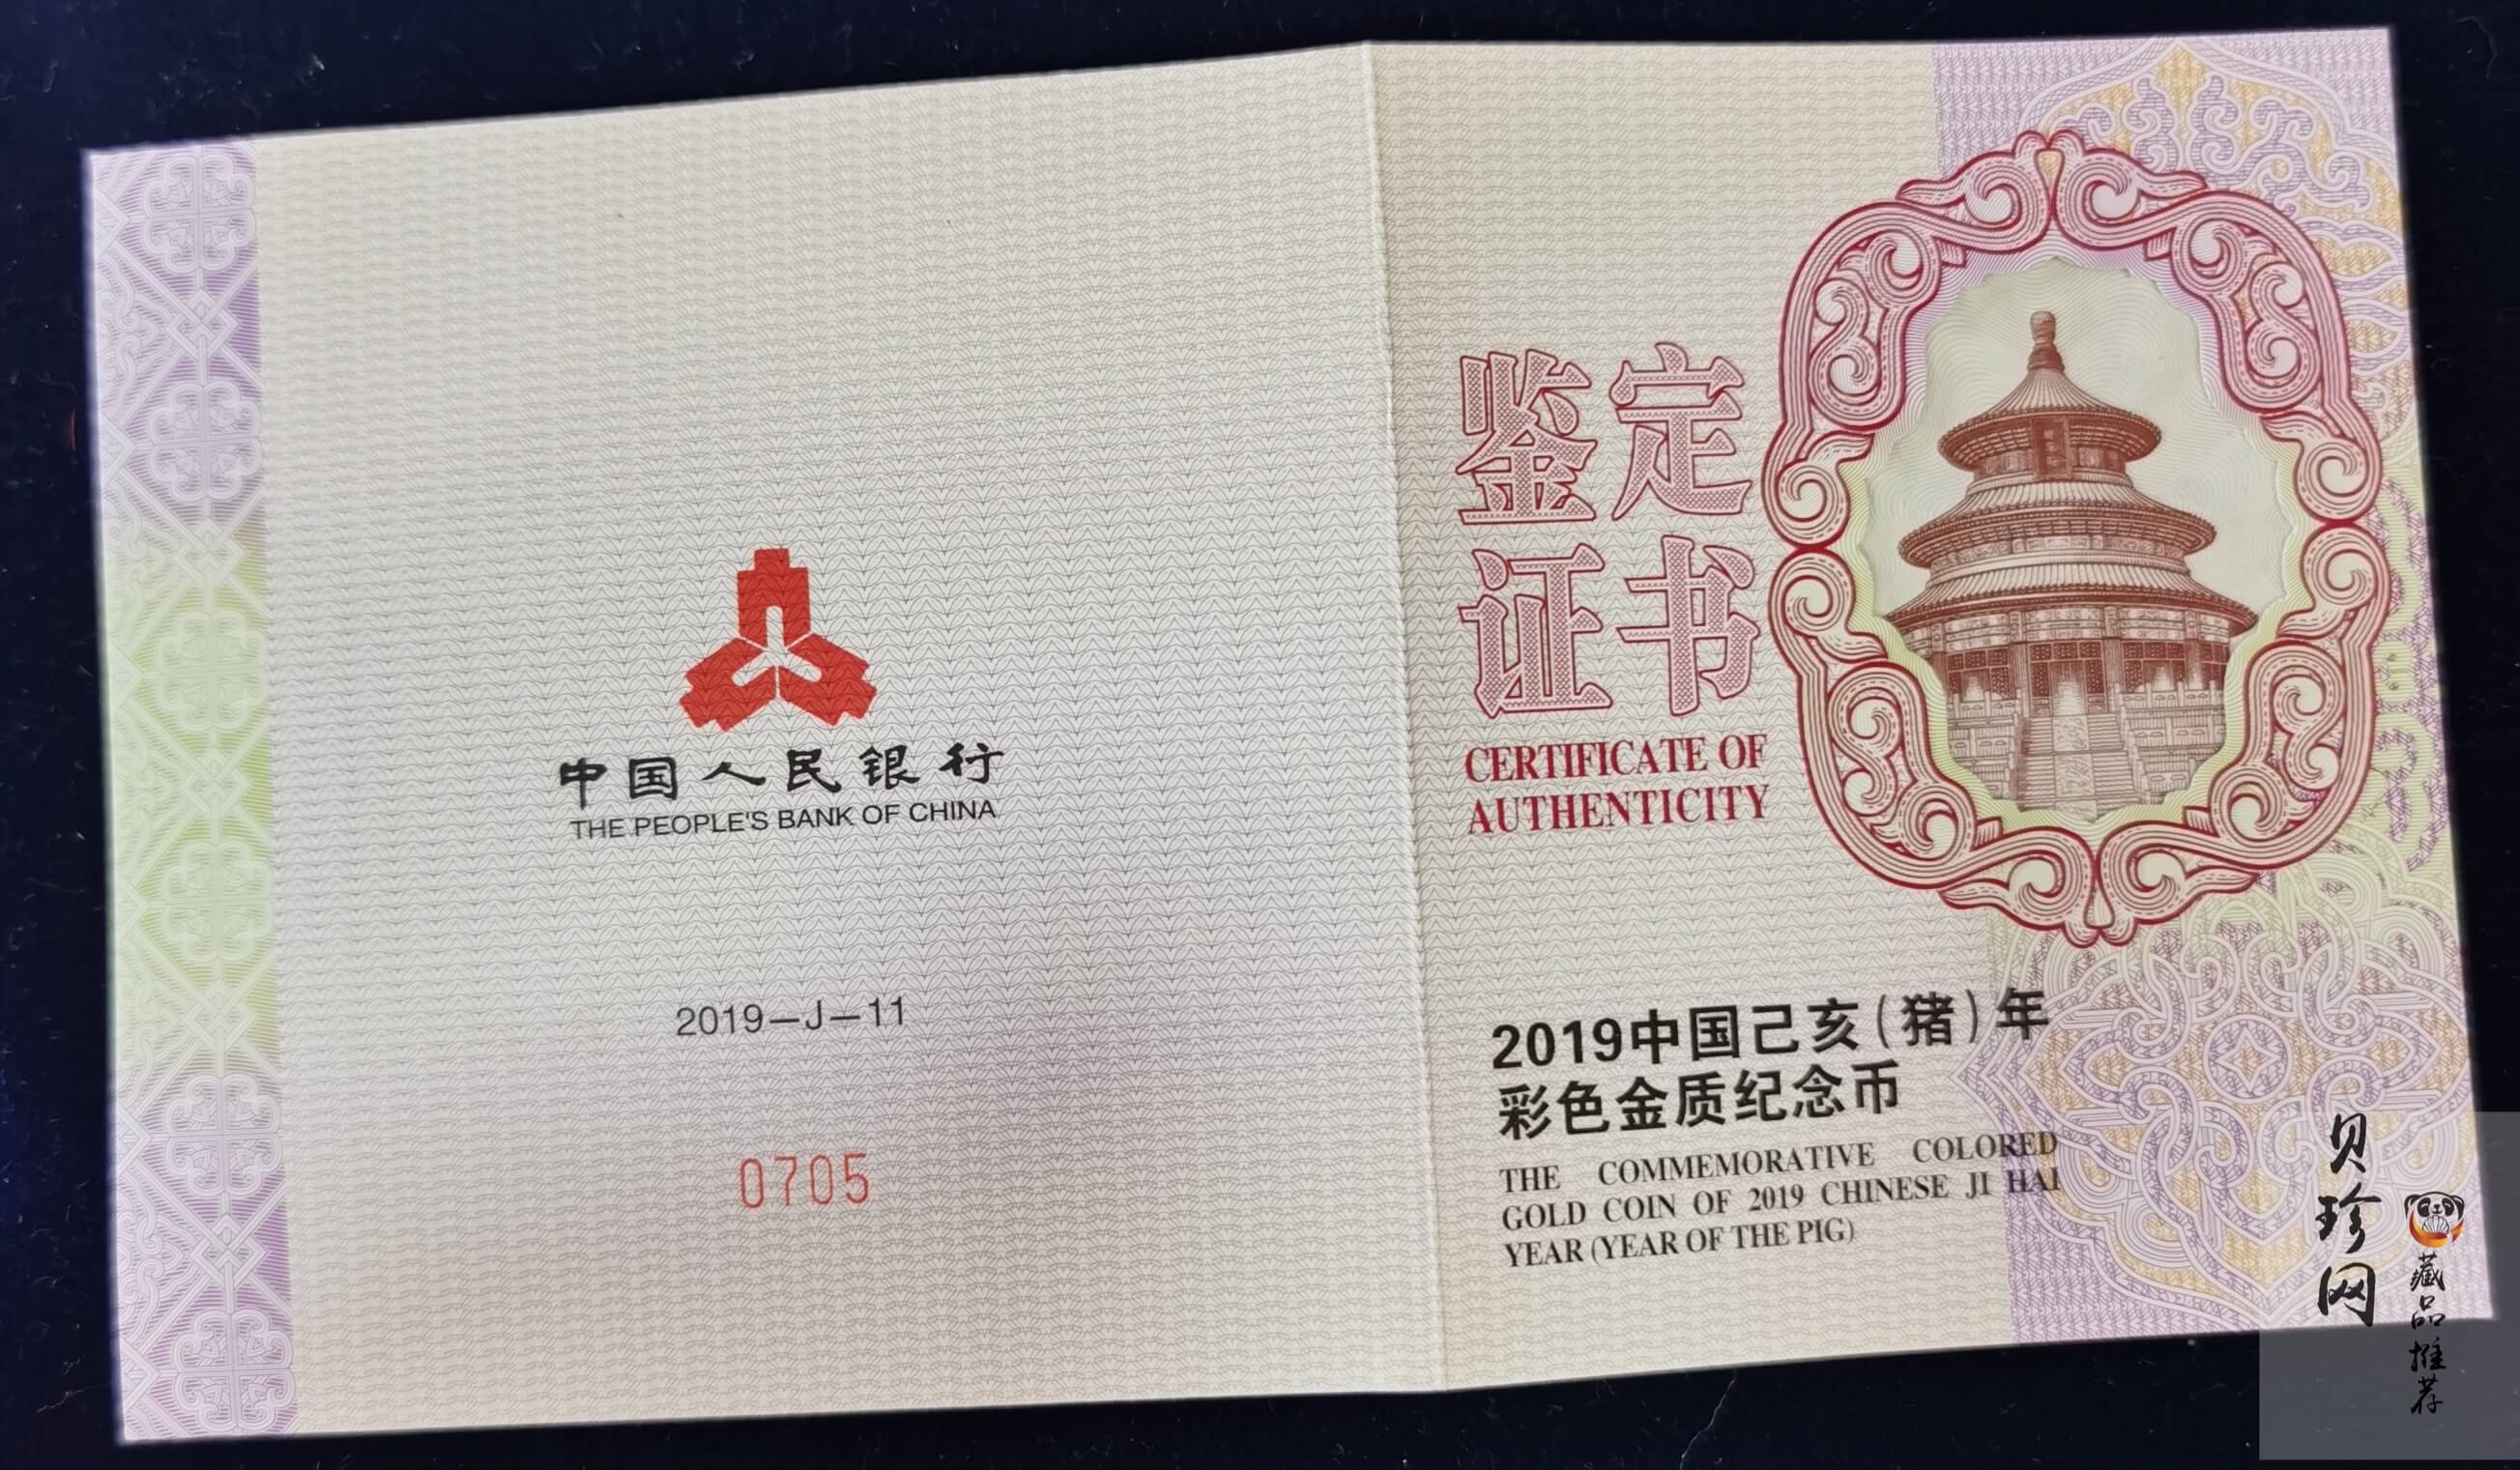 中国人民银行
THE PEOPLE'S BANK OF CHINA
2019-J-11
0705
鉴定
证书
CERTIFICATE OF
AUTHENTICITY
2019中国己亥(猪)年
彩色金质纪念币
THE COMMEMORATIVE COLORED
GOLD COIN OF 2019 CHINESE JI HAI
YEAR (YEAR OF THE PIG)
贝珍网
藏品推荐